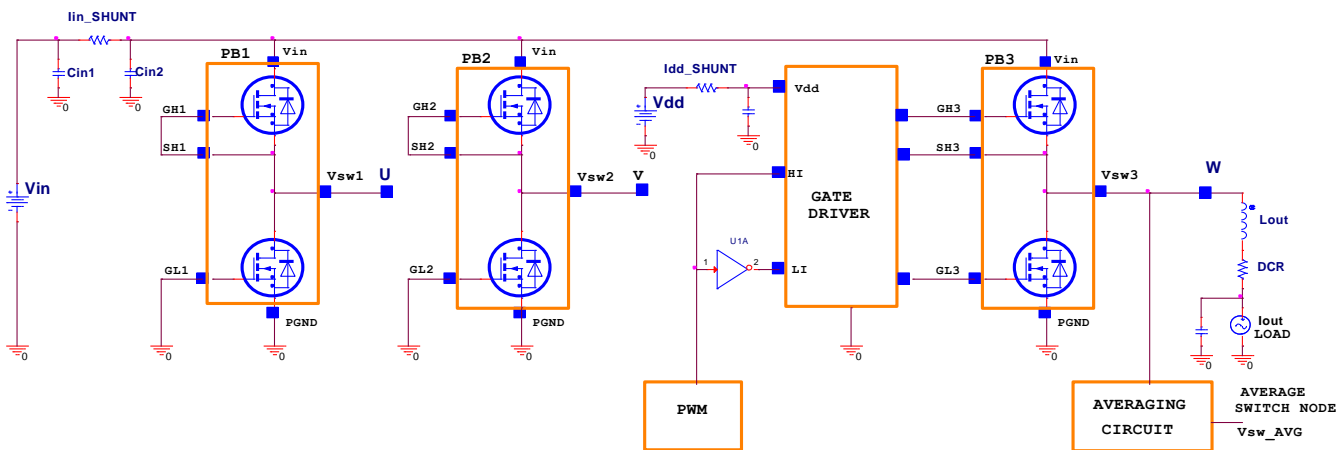 Iin_SHUNT
Cin1
Cin2
Vin
0
0
0
PB1
Vin
GH1
SH1
GL1
Vsw1
U
PGND
0
0
PB2
Vin
GH2
SH2
GL2
Vsw2
V
PGND
0
0
Idd_SHUNT
Vdd
0
0
Vdd
HI
LI
GATE
DRIVER
0
U1A
1
2
PWM
PB3
Vin
GH3
SH3
GL3
Vsw3
PGND
0
W
Lout
DCR
Iout
LOAD
0
0
AVERAGING
CIRCUIT
AVERAGE
SWITCH NODE
Vsw_AVG